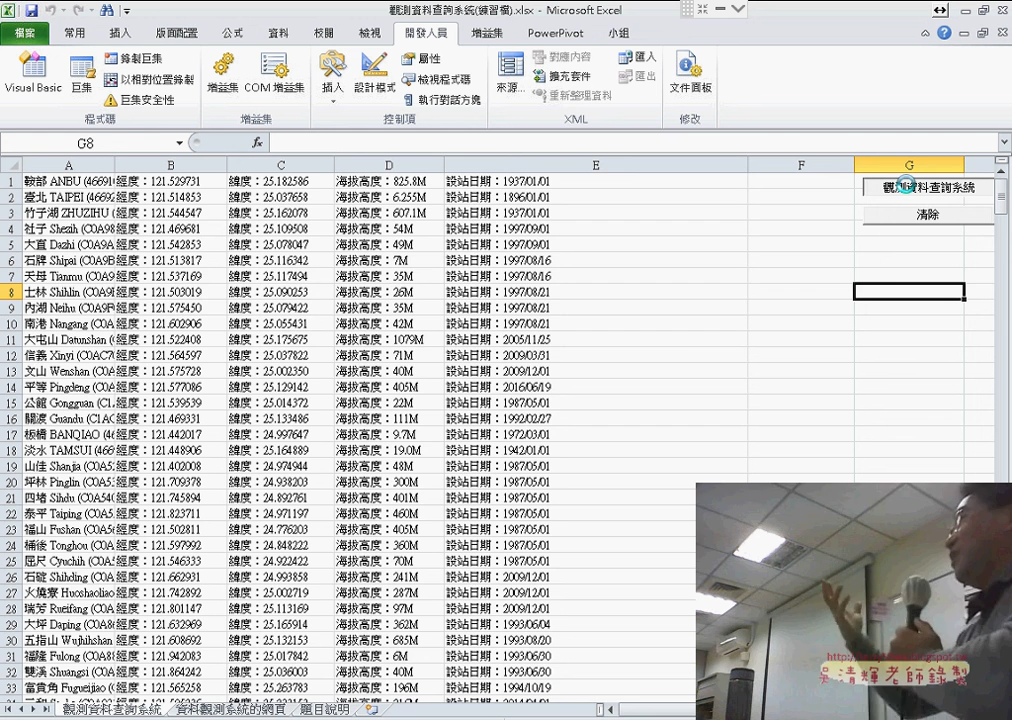 觀測資料查詢系統(練習檔).xlsx - Microsoft Excel
檔案 常用 插入 版面配置 公式 資料 校閱 檢視 開發人員 增益集 PowerPivot 小組
Visual Basic 巨集 錄製巨集 以相對位置錄製 巨集安全性 增益集 COM 增益集 插入 設計模式 屬性 檢視程式碼 執行對話方塊 來源... 對應內容 擴充套件 重新整理資料 匯入 匯出 文件面板
程式碼 增益集 控制項 XML 修改
G8 fx
A B C D E F G
1 鞍部 ANBU (46691 經度：121.529731 緯度：25.182586 海拔高度：825.8M 設站日期：1937/01/01
觀測資料查詢系統
2 臺北 TAIPEI (4669 經度：121.514853 緯度：25.037658 海拔高度：6.255M 設站日期：1896/01/01
3 竹子湖 ZHUZIHU ( 經度：121.544547 緯度：25.162078 海拔高度：607.1M 設站日期：1937/01/01
清除
4 社子 Shezih (C0A98 經度：121.469681 緯度：25.109508 海拔高度：54M 設站日期：1997/09/01
5 大直 Dazhi (C0A9A 經度：121.542853 緯度：25.078047 海拔高度：49M 設站日期：1997/09/01
6 石牌 Shipai (C0A9B 經度：121.513817 緯度：25.116342 海拔高度：7M 設站日期：1997/08/16
7 天母 Tianmu (C0A9 經度：121.537169 緯度：25.117494 海拔高度：35M 設站日期：1997/08/16
8 士林 Shihlin (C0A9 經度：121.503019 緯度：25.090253 海拔高度：26M 設站日期：1997/08/21
9 內湖 Neihu (C0A9F 經度：121.575450 緯度：25.079422 海拔高度：35M 設站日期：1997/08/21
10 南港 Nangang (C0A 經度：121.602906 緯度：25.055431 海拔高度：42M 設站日期：1997/08/21
11 大屯山 Datunshan ( 經度：121.522408 緯度：25.175675 海拔高度：1079M 設站日期：2005/11/25
12 信義 Xinyi (C0AC7 經度：121.564597 緯度：25.037822 海拔高度：71M 設站日期：2009/03/31
13 文山 Wenshan (C0A 經度：121.575728 緯度：25.002350 海拔高度：40M 設站日期：2009/12/01
14 平等 Pingdeng (C0A 經度：121.577086 緯度：25.129142 海拔高度：405M 設站日期：2016/06/19
15 公館 Gongguan (C1 經度：121.539539 緯度：25.014372 海拔高度：22M 設站日期：1987/05/01
16 關渡 Guandu (C1AC 經度：121.469331 緯度：25.133486 海拔高度：111M 設站日期：1992/02/27
17 板橋 BANQIAO (46 經度：121.442017 緯度：24.997647 海拔高度：9.7M 設站日期：1972/03/01
18 淡水 TAMSUI (466 經度：121.448906 緯度：25.164889 海拔高度：19.0M 設站日期：1942/01/01
19 山佳 Shanjia (C0A5 經度：121.402008 緯度：24.974944 海拔高度：48M 設站日期：1987/05/01
20 坪林 Pinglin (C0A5 經度：121.709378 緯度：24.938203 海拔高度：300M 設站日期：1987/05/01
21 四堵 Sihdu (C0A54 經度：121.745894 緯度：24.892761 海拔高度：401M 設站日期：1987/05/01
22 泰平 Taiping (C0A5 經度：121.823711 緯度：24.971197 海拔高度：460M 設站日期：1987/05/01
23 福山 Fushan (C0A5 經度：121.502811 緯度：24.776203 海拔高度：405M 設站日期：1987/05/01
24 桶後 Tonghou (C0A 經度：121.597992 緯度：24.848222 海拔高度：360M 設站日期：1987/05/01
25 屈尺 Cyuchih (C0A5 經度：121.546333 緯度：24.922422 海拔高度：70M 設站日期：1987/05/01
26 石碇 Shihding (C0A 經度：121.662931 緯度：24.993858 海拔高度：241M 設站日期：2009/12/01
27 火燒寮 Huoshaoliao 經度：121.742892 緯度：25.002719 海拔高度：287M 設站日期：2009/12/01
28 瑞芳 Rueifang (C0A 經度：121.801147 緯度：25.113169 海拔高度：97M 設站日期：2009/12/01
29 大坪 Daping (C0A8 經度：121.632969 緯度：25.165914 海拔高度：362M 設站日期：1993/06/04
30 五指山 Wujhihshan 經度：121.608692 緯度：25.132153 海拔高度：685M 設站日期：1993/08/20
31 福隆 Fulong (C0A8 經度：121.942083 緯度：25.017842 海拔高度：6M 設站日期：1993/06/30
32 雙溪 Shuangsi (C0A 經度：121.864242 緯度：25.036003 海拔高度：40M 設站日期：1993/06/30
33 富貴角 Fugueijiao ( 經度：121.565258 緯度：25.263783 海拔高度：196M 設站日期：1994/10/19
觀測資料查詢系統 資料觀測系統的網頁 題目說明
吳清輝老師錄製